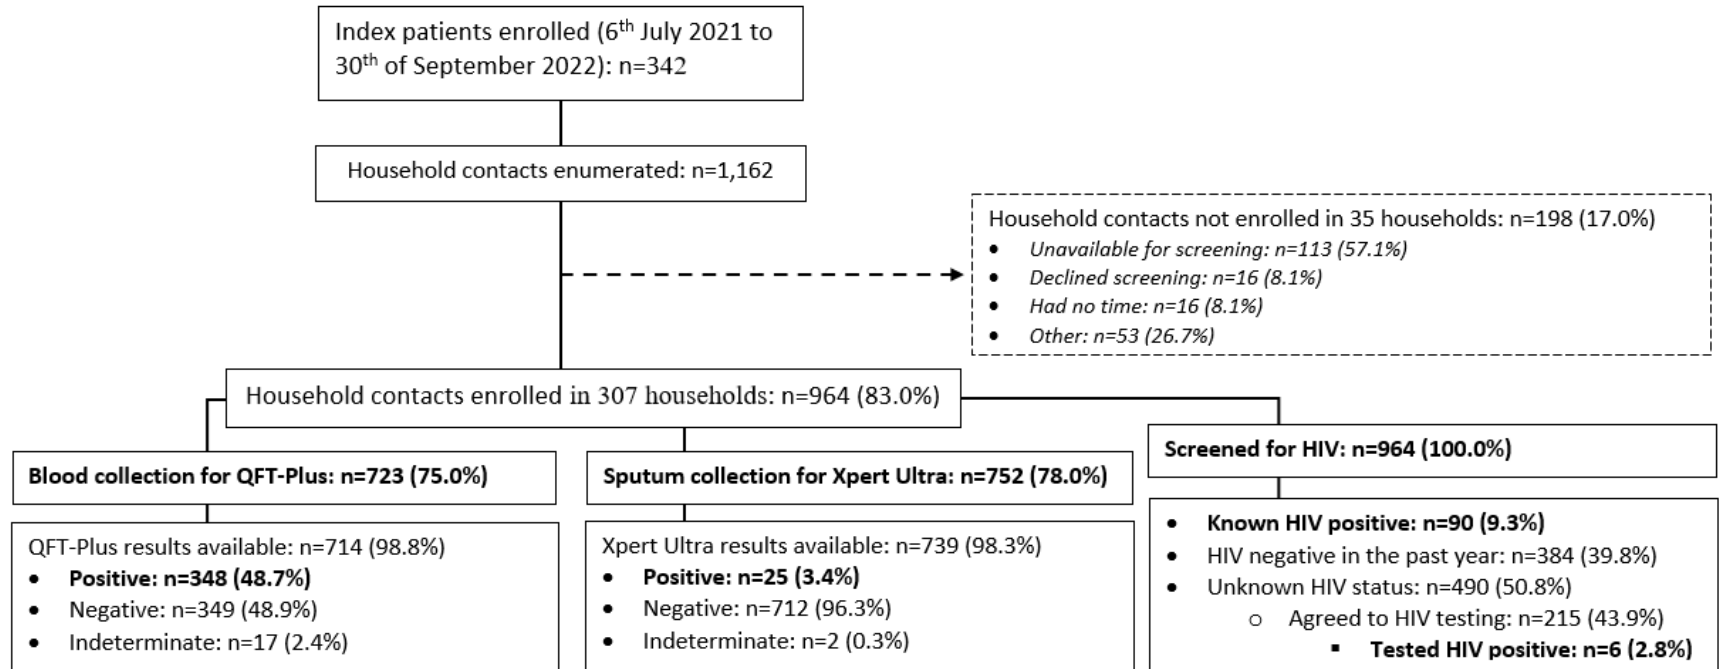 Index patients enrolled (6th July 2021 to
30th of September 2022): n=342
Household contacts enumerated: n=1,162
Household contacts not enrolled in 35 households: n=198 (17.0%)
• Unavailable for screening: n=113 (57.1%)
• Declined screening: n=16 (8.1%)
• Had no time: n=16 (8.1%)
• Other: n=53 (26.7%)
Household contacts enrolled in 307 households: n=964 (83.0%)
Blood collection for QFT-Plus: n=723 (75.0%)
QFT-Plus results available: n=714 (98.8%)
• Positive: n=348 (48.7%)
• Negative: n=349 (48.9%)
• Indeterminate: n=17 (2.4%)
Sputum collection for Xpert Ultra: n=752 (78.0%)
Xpert Ultra results available: n=739 (98.3%)
• Positive: n=25 (3.4%)
• Negative: n=712 (96.3%)
• Indeterminate: n=2 (0.3%)
Screened for HIV: n=964 (100.0%)
• Known HIV positive: n=90 (9.3%)
• HIV negative in the past year: n=384 (39.8%)
• Unknown HIV status: n=490 (50.8%)
o Agreed to HIV testing: n=215 (43.9%)
▪ Tested HIV positive: n=6 (2.8%)